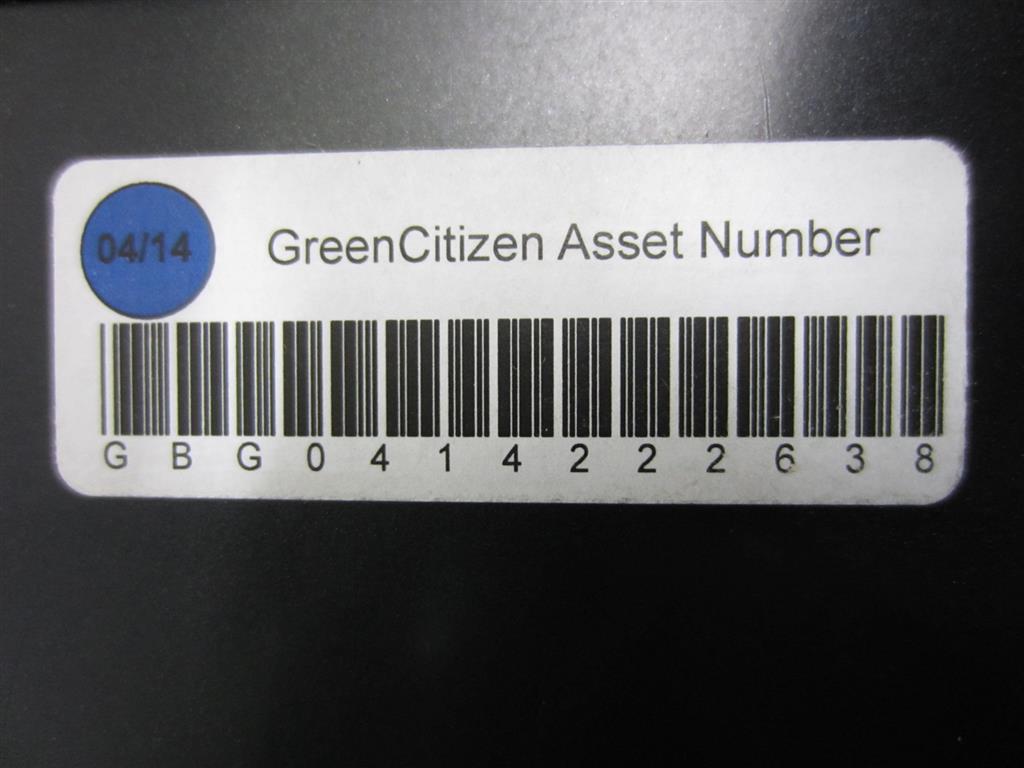 04/14
GreenCitizen Asset Number
G B G 0 4 1 4 2 2 2 6 3 8